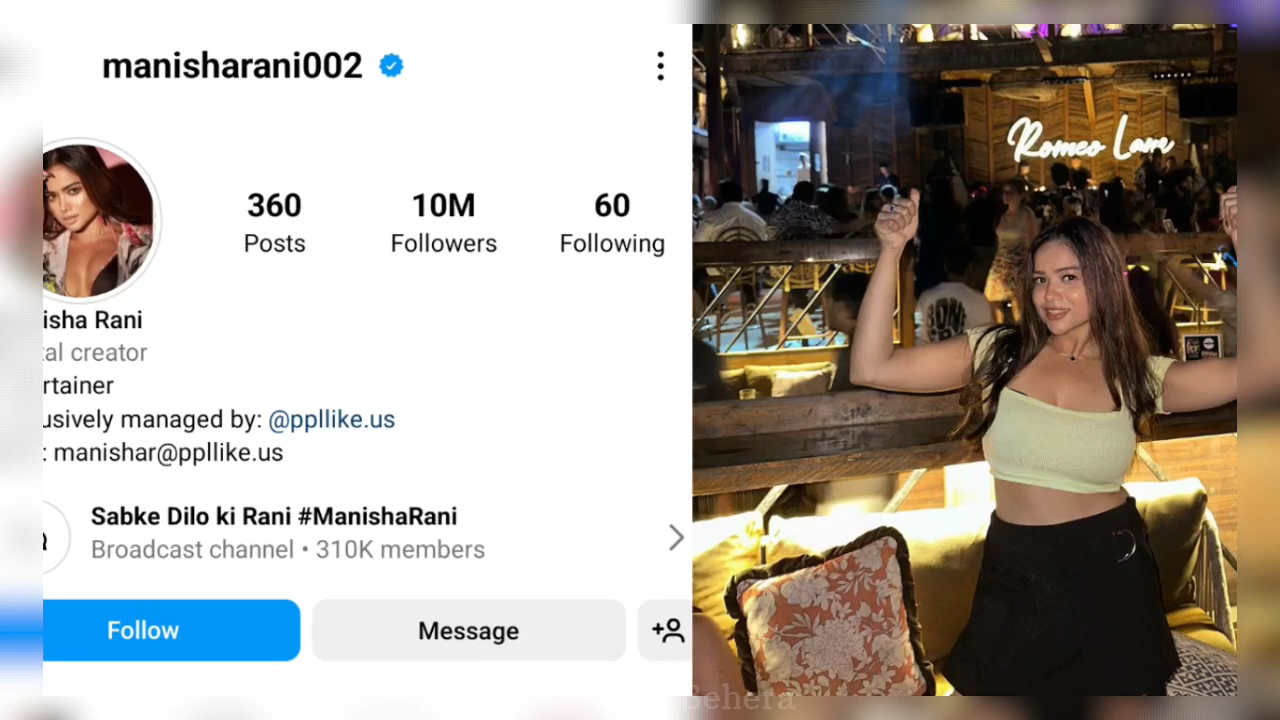 manisharani002
360
10M
60
Posts
Followers
Following
isha Rani
tal creator
rtainer
usively managed by: @ppllike.us
: manishar@ppllike.us
Sabke Dilo ki Rani #ManishaRani
Broadcast channel • 310K members
Follow
Message
Romeo Lane
Behera